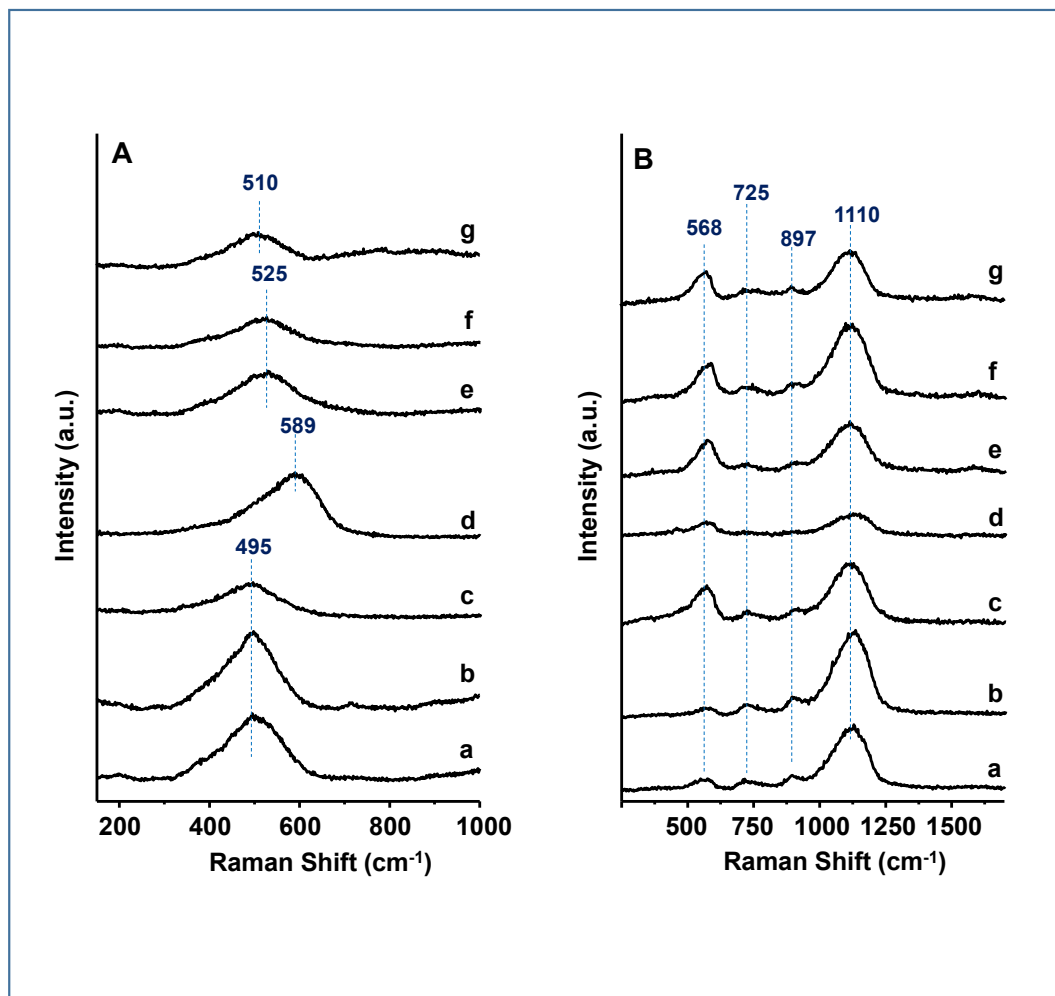 A
510
g
525
f
e
589
d
495
c
b
a
200 400 600 800 1000
Raman Shift (cm⁻¹)
Intensity (a.u.)
B
725
568
897
1110
g
f
e
d
c
b
a
500 750 1000 1250 1500
Raman Shift (cm⁻¹)
Intensity (a.u.)